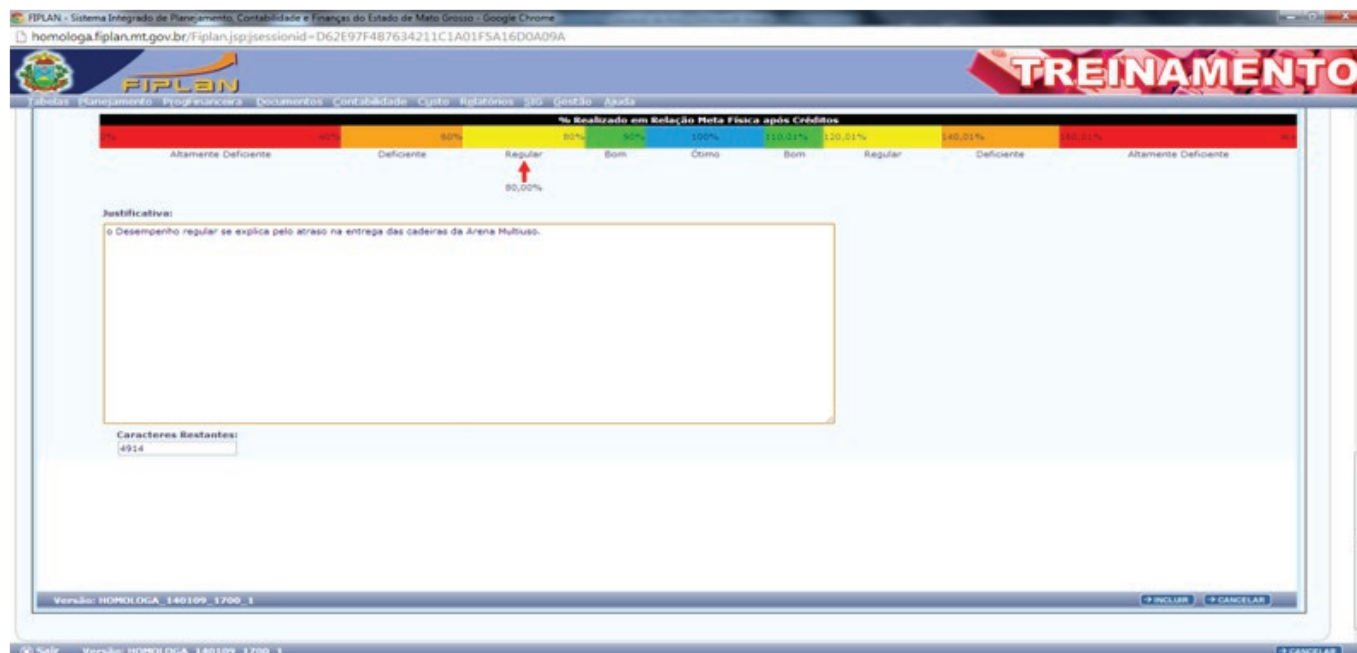 FIPLAN - Sistema Integrado de Planejamento, Contabilidade e Finanças do Estado de Mato Grosso - Google Chrome
homologa.fiplan.mt.gov.br/Fiplan.jsp;jsessionid=D62E97F487634211C1A01F5A16D0A09A
FIPLAN TREINAMENTO
Tabelas Planejamento Prog.Financeira Documentos Contabilidade Custo Relatórios SIG Gestão Ajuda
% Realizado em Relação Meta Física após Créditos
0% 40% 60% 80% 90% 100% 110,01% 120,01% 140,01% 160,01%
Altamente Deficiente Deficiente Regular Bom Ótimo Bom Regular Deficiente Altamente Deficiente
80,00%
Justificativa:
o Desempenho regular se explica pelo atraso na entrega das cadeiras da Arena Multiuso.
Caracteres Restantes:
4914
Versão: HOMOLOGA_140109_1700_1 INCLUIR CANCELAR
Sair Versão: HOMOLOGA_140109_1700_1 CANCELAR